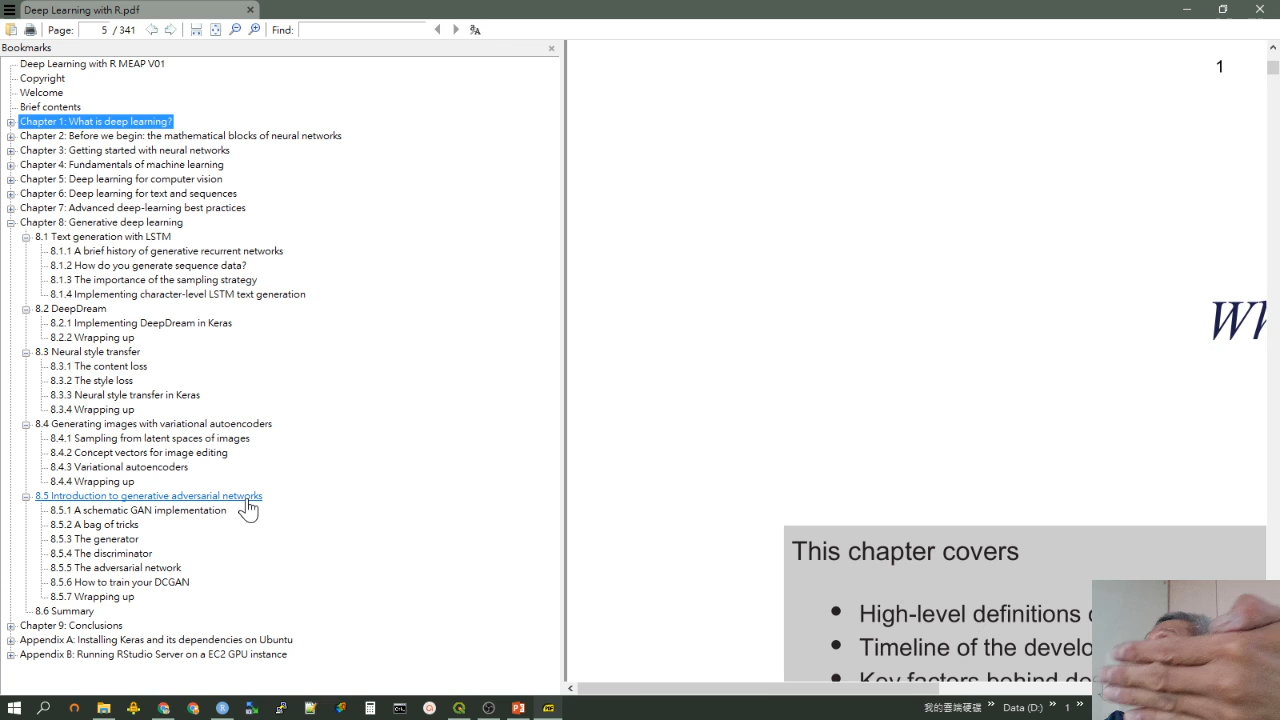 Deep Learning with R.pdf
Page: 5 / 341 Find:
Bookmarks
Deep Learning with R MEAP V01
Copyright
Welcome
Brief contents
Chapter 1: What is deep learning?
Chapter 2: Before we begin: the mathematical blocks of neural networks
Chapter 3: Getting started with neural networks
Chapter 4: Fundamentals of machine learning
Chapter 5: Deep learning for computer vision
Chapter 6: Deep learning for text and sequences
Chapter 7: Advanced deep-learning best practices
Chapter 8: Generative deep learning
8.1 Text generation with LSTM
8.1.1 A brief history of generative recurrent networks
8.1.2 How do you generate sequence data?
8.1.3 The importance of the sampling strategy
8.1.4 Implementing character-level LSTM text generation
8.2 DeepDream
8.2.1 Implementing DeepDream in Keras
8.2.2 Wrapping up
8.3 Neural style transfer
8.3.1 The content loss
8.3.2 The style loss
8.3.3 Neural style transfer in Keras
8.3.4 Wrapping up
8.4 Generating images with variational autoencoders
8.4.1 Sampling from latent spaces of images
8.4.2 Concept vectors for image editing
8.4.3 Variational autoencoders
8.4.4 Wrapping up
8.5 Introduction to generative adversarial networks
8.5.1 A schematic GAN implementation
8.5.2 A bag of tricks
8.5.3 The generator
8.5.4 The discriminator
8.5.5 The adversarial network
8.5.6 How to train your DCGAN
8.5.7 Wrapping up
8.6 Summary
Chapter 9: Conclusions
Appendix A: Installing Keras and its dependencies on Ubuntu
Appendix B: Running RStudio Server on a EC2 GPU instance
1
Wh
This chapter covers
• High-level definitions
• Timeline of the develo
• Key factors behind de
我的雲端硬碟 » Data (D:) » 1 »